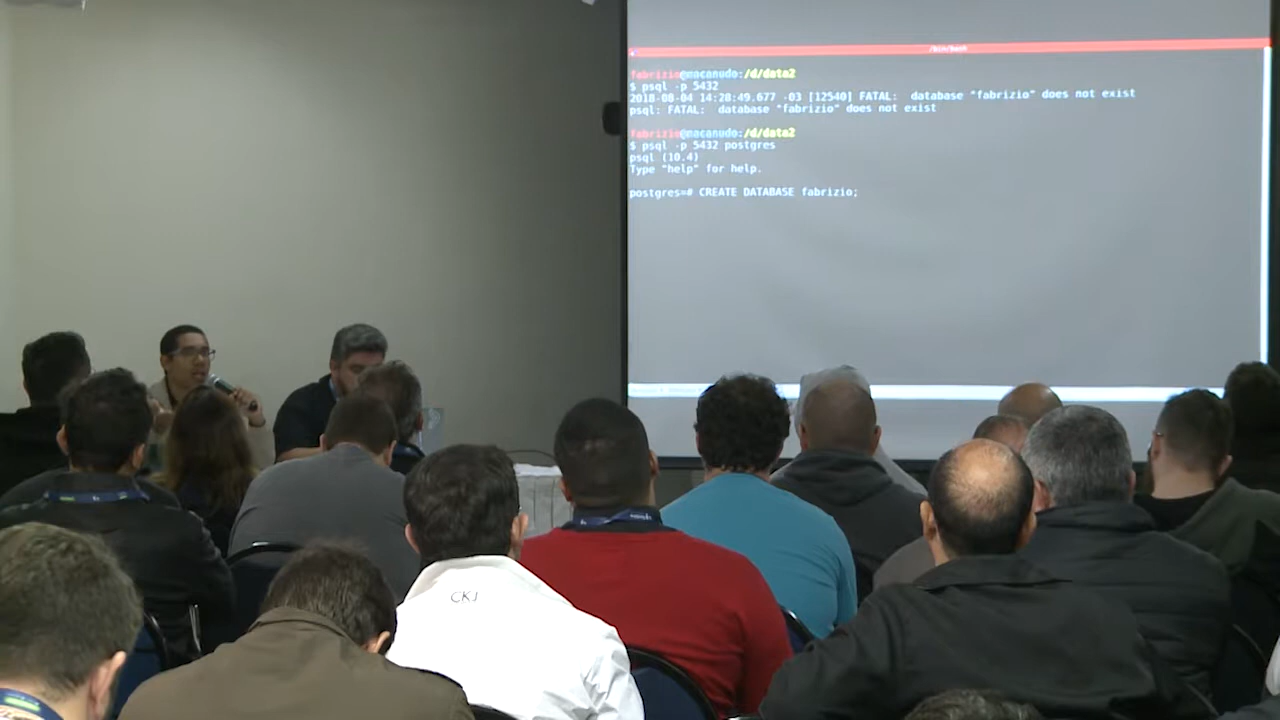 /bin/bash
fabrizio@macanudo:/d/data2
$ psql -p 5432
2018-08-04 14:28:49.677 -03 [12540] FATAL:  database "fabrizio" does not exist
psql: FATAL:  database "fabrizio" does not exist
fabrizio@macanudo:/d/data2
$ psql -p 5432 postgres
psql (10.4)
Type "help" for help.
postgres=# CREATE DATABASE fabrizio;
CKJ